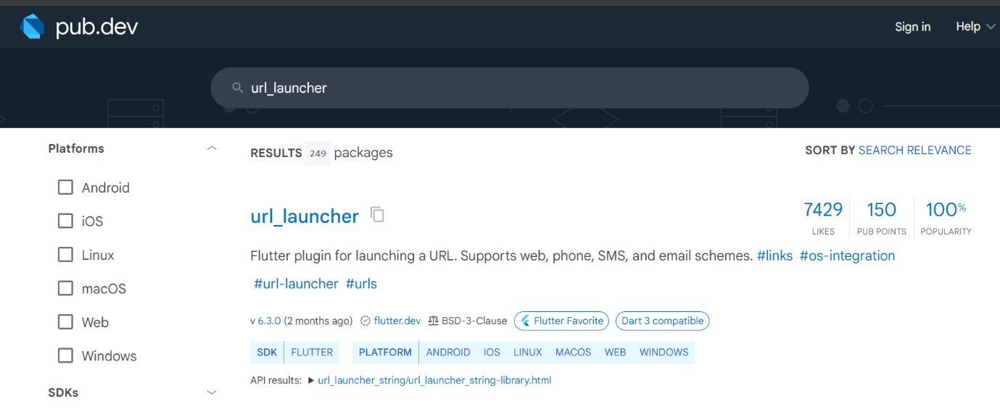 pub.dev
Sign in
Help
url_launcher
Platforms
Android
iOS
Linux
macOS
Web
Windows
SDKs
RESULTS 249 packages
SORT BY SEARCH RELEVANCE
url_launcher
7429 LIKES
150 PUB POINTS
100% POPULARITY
Flutter plugin for launching a URL. Supports web, phone, SMS, and email schemes. #links #os-integration
#url-launcher #urls
v 6.3.0 (2 months ago) flutter.dev BSD-3-Clause Flutter Favorite Dart 3 compatible
SDK FLUTTER PLATFORM ANDROID IOS LINUX MACOS WEB WINDOWS
API results: ▶ url_launcher_string/url_launcher_string-library.html